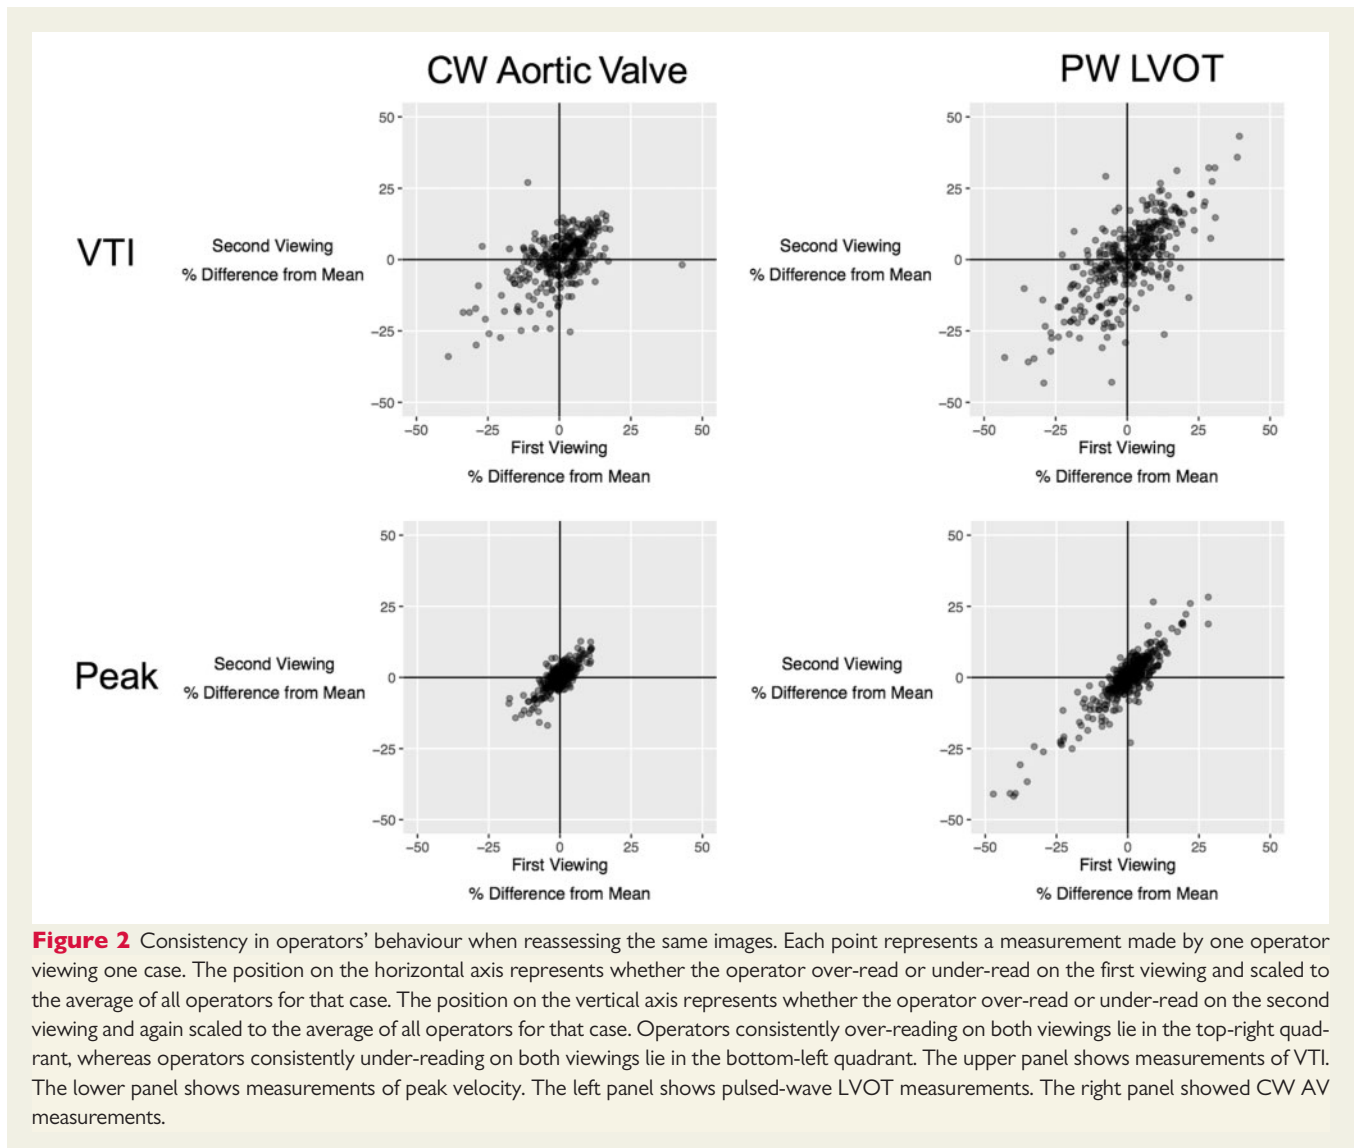 CW Aortic Valve
PW LVOT
VTI
Second Viewing
% Difference from Mean
50
25
0
−25
−50
−50 −25 0 25 50
First Viewing
% Difference from Mean
Second Viewing
% Difference from Mean
50
25
0
−25
−50
−50 −25 0 25 50
First Viewing
% Difference from Mean
Peak
Second Viewing
% Difference from Mean
50
25
0
−25
−50
−50 −25 0 25 50
First Viewing
% Difference from Mean
Second Viewing
% Difference from Mean
50
25
0
−25
−50
−50 −25 0 25 50
First Viewing
% Difference from Mean
Figure 2 Consistency in operators’ behaviour when reassessing the same images. Each point represents a measurement made by one operator
viewing one case. The position on the horizontal axis represents whether the operator over-read or under-read on the first viewing and scaled to
the average of all operators for that case. The position on the vertical axis represents whether the operator over-read or under-read on the second
viewing and again scaled to the average of all operators for that case. Operators consistently over-reading on both viewings lie in the top-right quad-
rant, whereas operators consistently under-reading on both viewings lie in the bottom-left quadrant. The upper panel shows measurements of VTI.
The lower panel shows measurements of peak velocity. The left panel shows pulsed-wave LVOT measurements. The right panel showed CW AV
measurements.